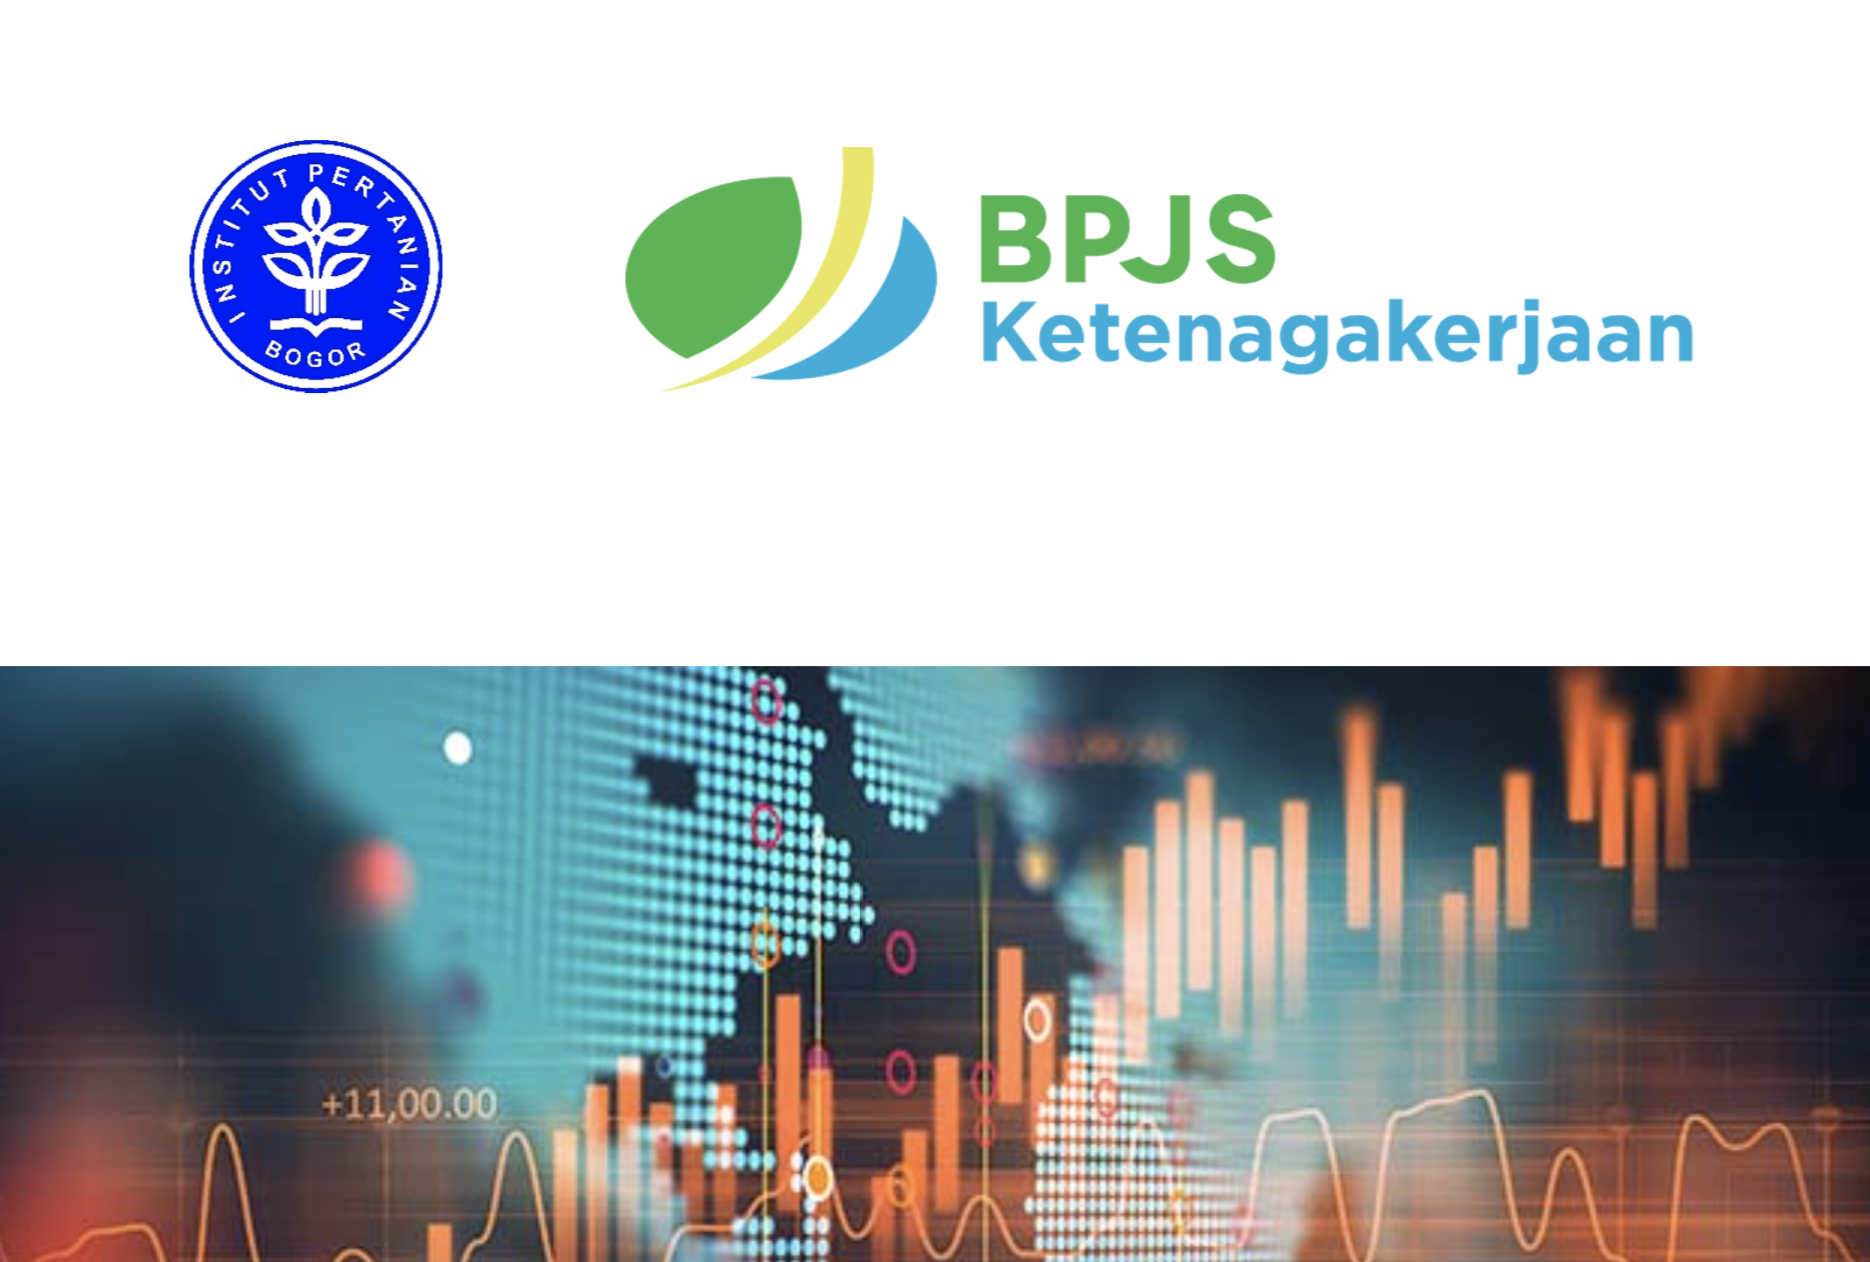 INSTITUT PERTANIAN
BOGOR
BPJS
Ketenagakerjaan
+11,00.00